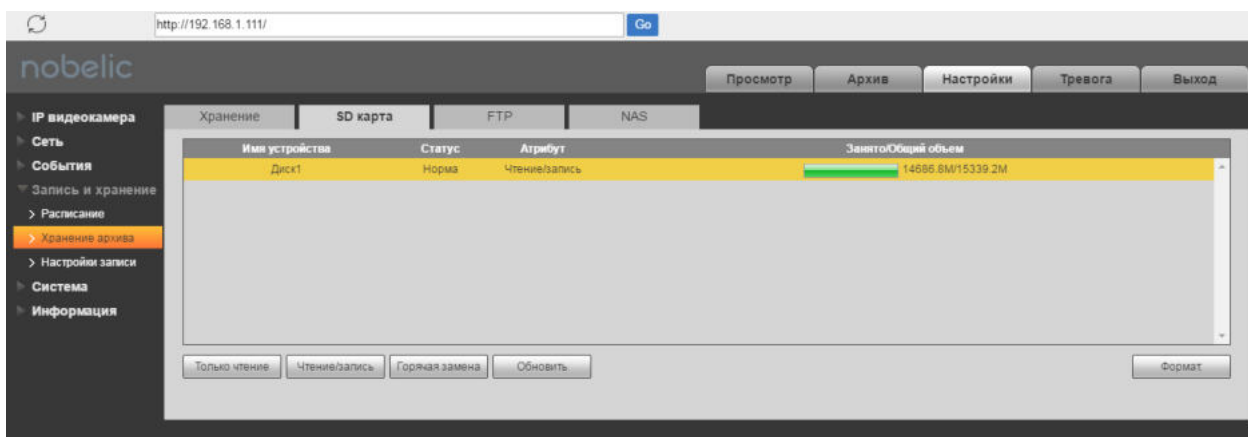 http://192.168.1.111/ Go
nobelic
Просмотр Архив Настройки Тревога Выход
IP видеокамера
Сеть
События
Запись и хранение
Расписание
Хранение архива
Настройки записи
Система
Информация
Хранение SD карта FTP NAS
Имя устройства Статус Атрибут Занято/Общий объем
Диск1 Норма Чтение/запись 14686.8M/15339.2M
Только чтение Чтение/запись Горячая замена Обновить Формат